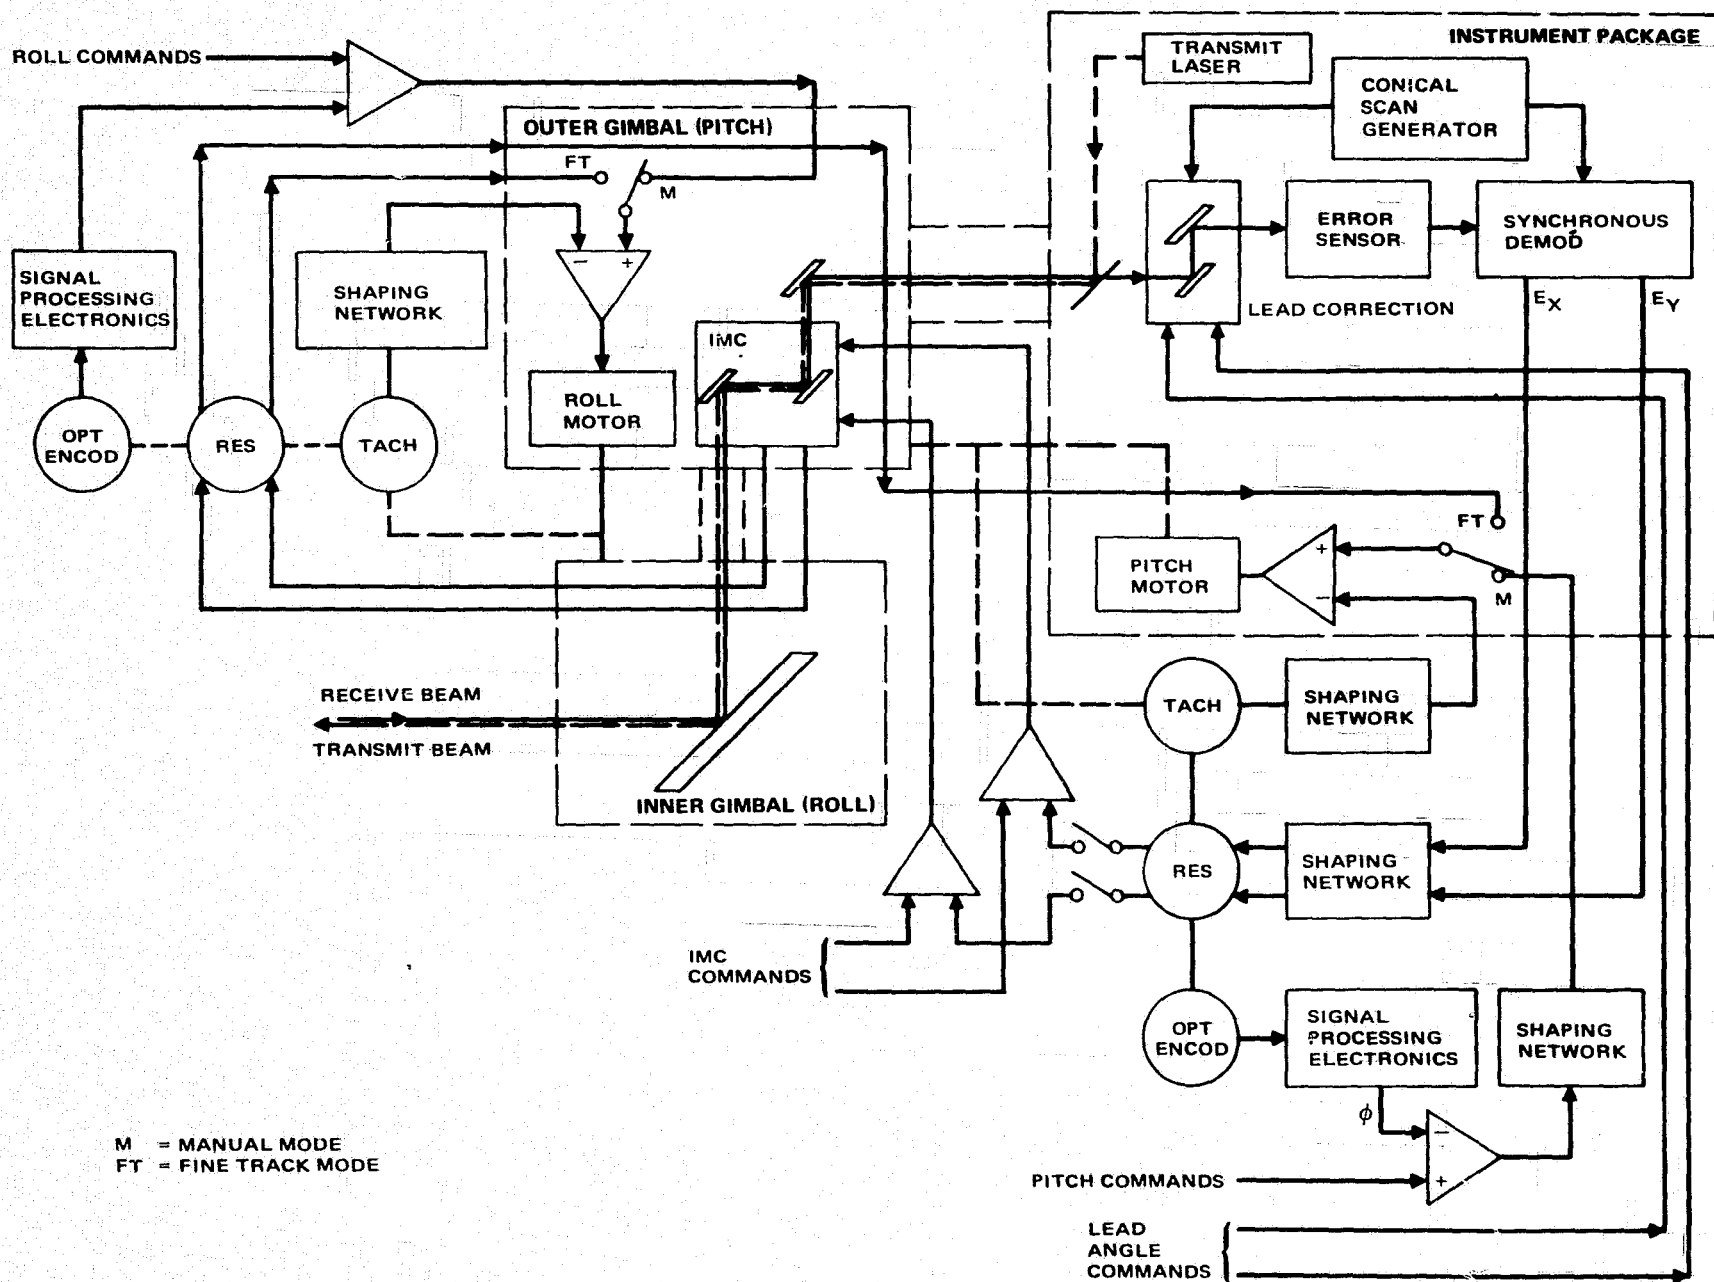 INSTRUMENT PACKAGE
ROLL COMMANDS
TRANSMIT
LASER
CONICAL
SCAN
GENERATOR
OUTER GIMBAL (PITCH)
FT
M
SIGNAL
PROCESSING
ELECTRONICS
SHAPING
NETWORK
− +
ERROR
SENSOR
SYNCHRONOUS
DEMOD
LEAD CORRECTION
EX
EY
IMC
ROLL
MOTOR
OPT
ENCOD
RES
TACH
FT
M
PITCH
MOTOR
+
−
RECEIVE BEAM
TRANSMIT BEAM
INNER GIMBAL (ROLL)
TACH
SHAPING
NETWORK
RES
SHAPING
NETWORK
IMC
COMMANDS
OPT
ENCOD
SIGNAL
PROCESSING
ELECTRONICS
SHAPING
NETWORK
ϕ
−
+
PITCH COMMANDS
M = MANUAL MODE
FT = FINE TRACK MODE
LEAD
ANGLE
COMMANDS